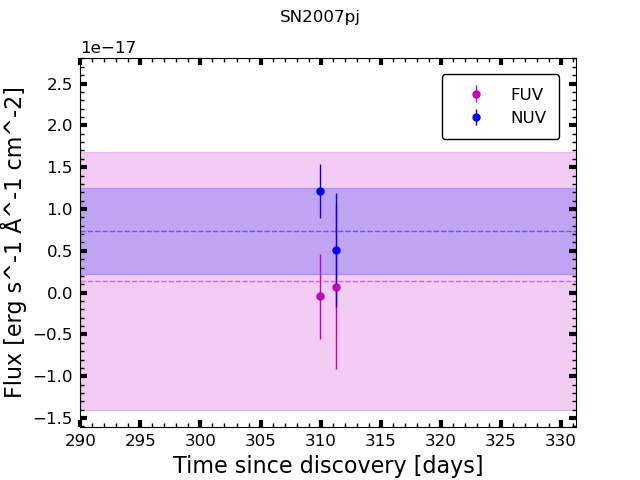 SN2007pj
1e−17
Flux [erg s^-1 Å^-1 cm^-2]
2.5
2.0
1.5
1.0
0.5
0.0
−0.5
−1.0
−1.5
FUV
NUV
290 295 300 305 310 315 320 325 330
Time since discovery [days]